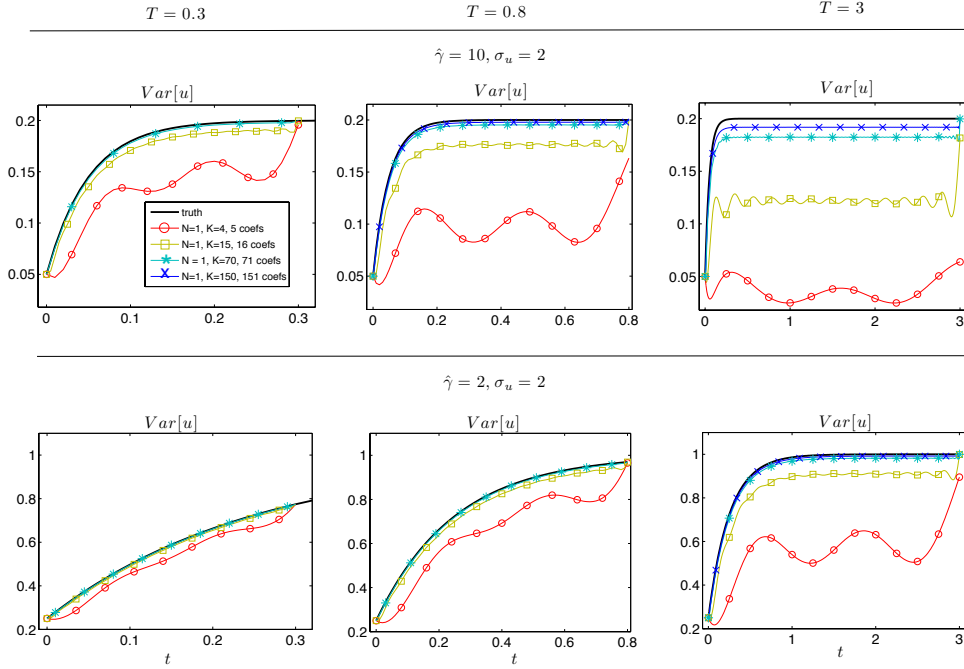 T = 0.3
T = 0.8
T = 3
γ̂ = 10, σ_u = 2
Var[u]
Var[u]
Var[u]
0.2
0.15
0.1
0.05
0
0.1
0.2
0.3
truth
N=1, K=4, 5 coefs
N=1, K=15, 16 coefs
N = 1, K=70, 71 coefs
N=1, K=150, 151 coefs
0.2
0.15
0.1
0.05
0
0.2
0.4
0.6
0.8
0.2
0.15
0.1
0.05
0
1
2
3
γ̂ = 2, σ_u = 2
Var[u]
Var[u]
Var[u]
1
0.8
0.6
0.4
0.2
0
0.1
0.2
0.3
t
1
0.8
0.6
0.4
0.2
0
0.2
0.4
0.6
0.8
t
1
0.8
0.6
0.4
0.2
0
1
2
3
t